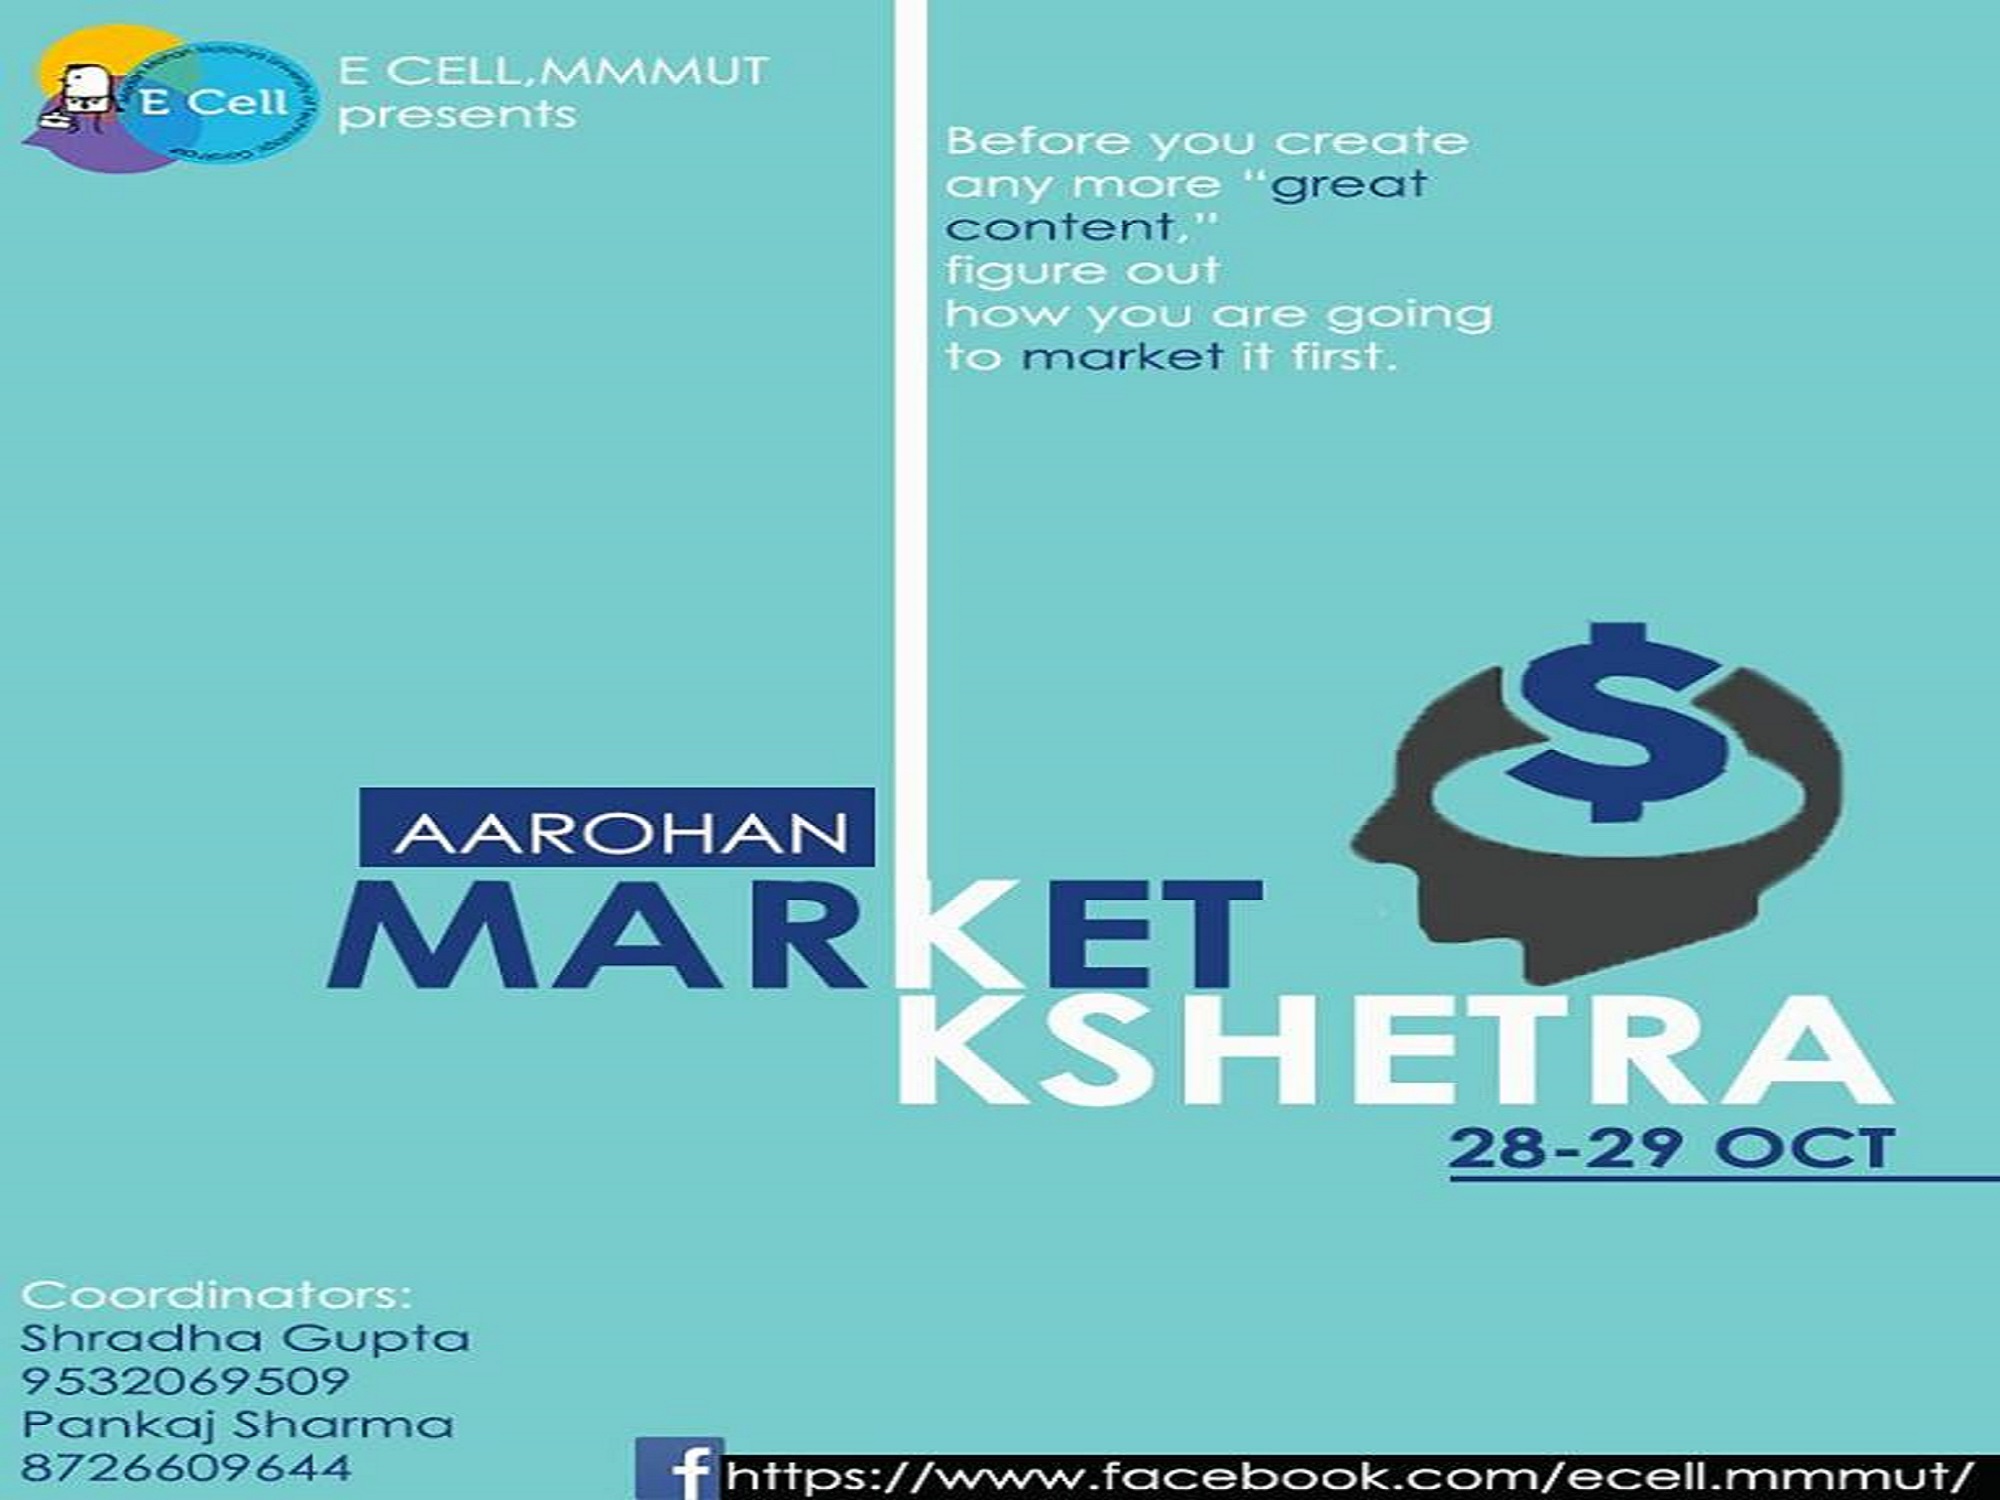 E Cell
E CELL,MMMUT
presents
Before you create
any more “great
content,”
figure out
how you are going
to market it first.
AAROHAN
MARKET
KSHETRA
28-29 OCT
Coordinators:
Shradha Gupta
9532069509
Pankaj Sharma
8726609644
f https://www.facebook.com/ecell.mmmut/